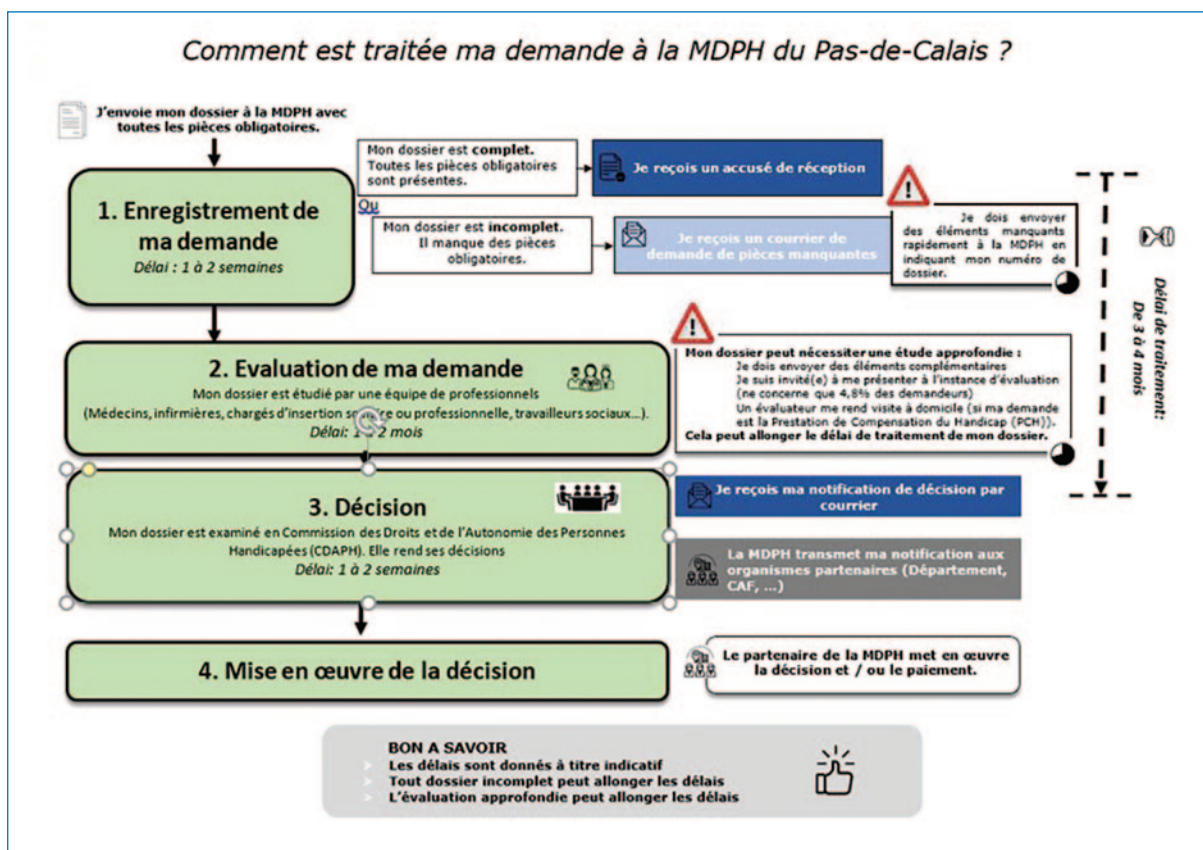 Comment est traitée ma demande à la MDPH du Pas-de-Calais ?
J'envoie mon dossier à la MDPH avec
toutes les pièces obligatoires.
1. Enregistrement de
ma demande
Délai : 1 à 2 semaines
Mon dossier est complet.
Toutes les pièces obligatoires
sont présentes.
Je reçois un accusé de réception
Ou
Mon dossier est incomplet.
Il manque des pièces
obligatoires.
Je reçois un courrier de
demande de pièces manquantes
Je dois envoyer
des éléments manquants
rapidement à la MDPH en
indiquant mon numéro de
dossier.
Délai de traitement:
De 3 à 4 mois
2. Evaluation de ma demande
Mon dossier est étudié par une équipe de professionnels
(Médecins, infirmières, chargés d'insertion ou professionnelle, travailleurs sociaux...).
Délai: 1 à 2 mois
Mon dossier peut nécessiter une étude approfondie :
Je dois envoyer des éléments complémentaires
Je suis invité(e) à me présenter à l'instance d'évaluation
(ne concerne que 4,8% des demandeurs)
Un évaluateur me rend visite à domicile (si ma demande
est la Prestation de Compensation du Handicap (PCH)).
Cela peut allonger le délai de traitement de mon dossier.
3. Décision
Mon dossier est examiné en Commission des Droits et de l'Autonomie des Personnes
Handicapées (CDAPH). Elle rend ses décisions
Délai: 1 à 2 semaines
Je reçois ma notification de décision par
courrier
La MDPH transmet ma notification aux
organismes partenaires (Département,
CAF, ...)
4. Mise en œuvre de la décision
Le partenaire de la MDPH met en œuvre
la décision et / ou le paiement.
BON A SAVOIR
Les délais sont donnés à titre indicatif
Tout dossier incomplet peut allonger les délais
L'évaluation approfondie peut allonger les délais